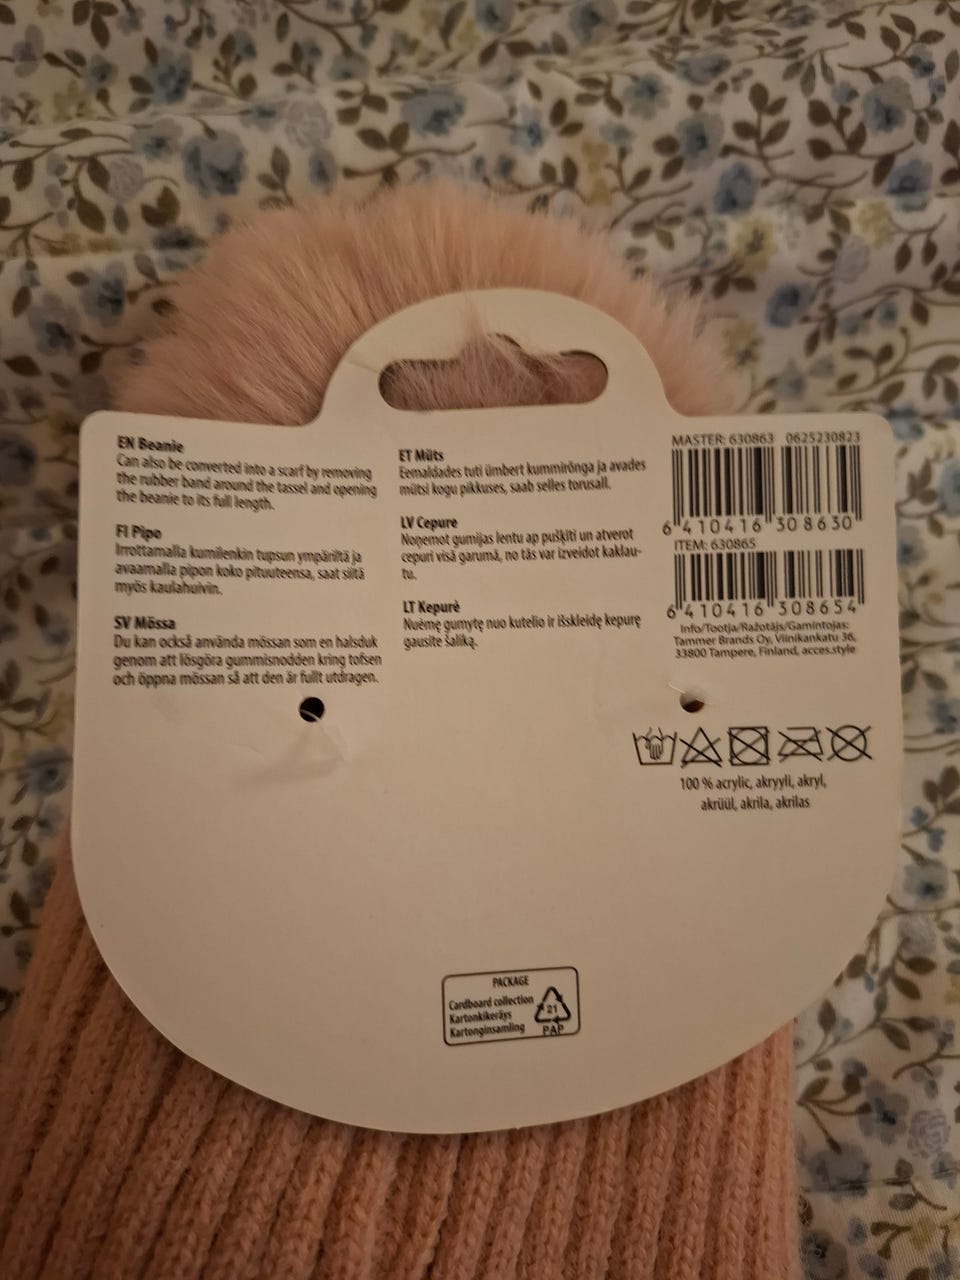 EN Beanie
Can also be converted into a scarf by removing
the rubber band around the tassel and opening
the beanie to its full length.
FI Pipo
Irrottamalla kumilenkin tupsun ympäriltä ja
avaamalla pipon koko pituuteensa, saat siitä
myös kaulahuivin.
SV Mössa
Du kan också använda mössan som en halsduk
genom att lösgöra gummisnodden kring tofsen
och öppna mössan så att den är fullt utdragen.
ET Müts
Eemaldades tuti ümbert kummirõnga ja avades
mütsi kogu pikkuses, saab selles torusall.
LV Cepure
Noņemot gumijas lentu ap pušķīti un atverot
cepuri visā garumā, no tās var izveidot kaklau-
tu.
LT Kepurė
Nuėmę gumytę nuo kutelio ir išskleidę kepurę
gausite šaliką.
MASTER: 630863 0625230823
6 410416 308630
ITEM: 630865
6 410416 308654
Info/Tootja/Ražotājs/Gamintojas:
Tammer Brands Oy, Viinikankatu 36,
33800 Tampere, Finland, acces.style
100 % acrylic, akryyli, akryl,
akrüül, akrila, akrilas
PACKAGE
Cardboard collection
Kartonkikeräys
Kartonginsamling
21
PAP